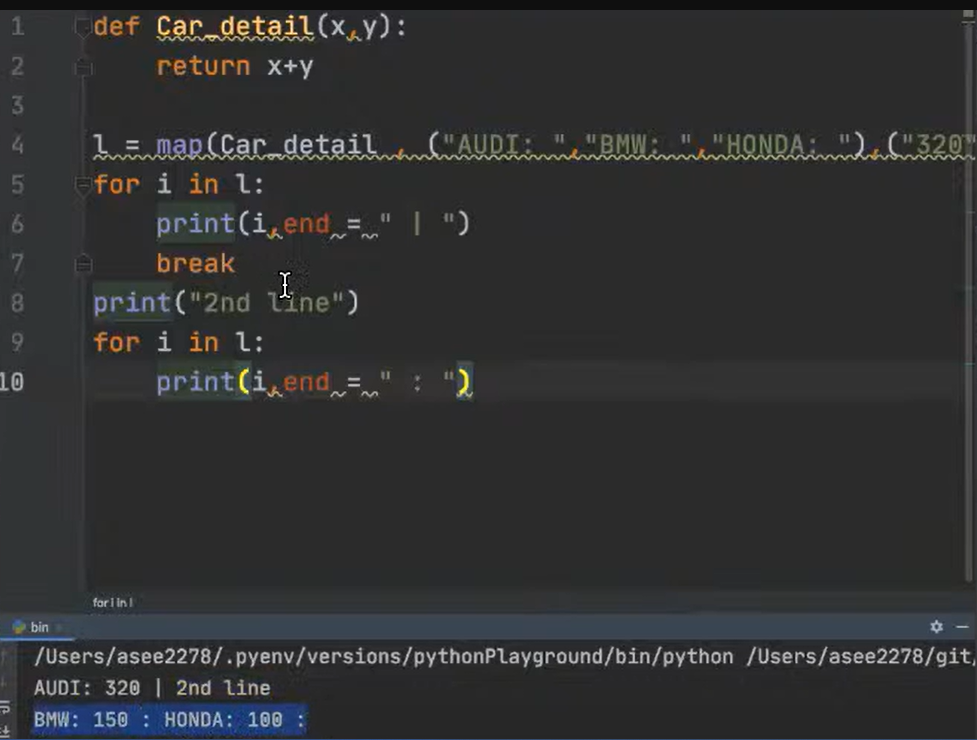 1 def Car_detail(x,y):
2 return x+y
3
4 l = map(Car_detail , ("AUDI: ","BMW: ","HONDA: "),("320
5 for i in l:
6 print(i,end = " | ")
7 break
8 print("2nd line")
9 for i in l:
10 print(i,end = " : ")
for i in l
bin
/Users/asee2278/.pyenv/versions/pythonPlayground/bin/python /Users/asee2278/git/
AUDI: 320 | 2nd line
BMW: 150 : HONDA: 100 :